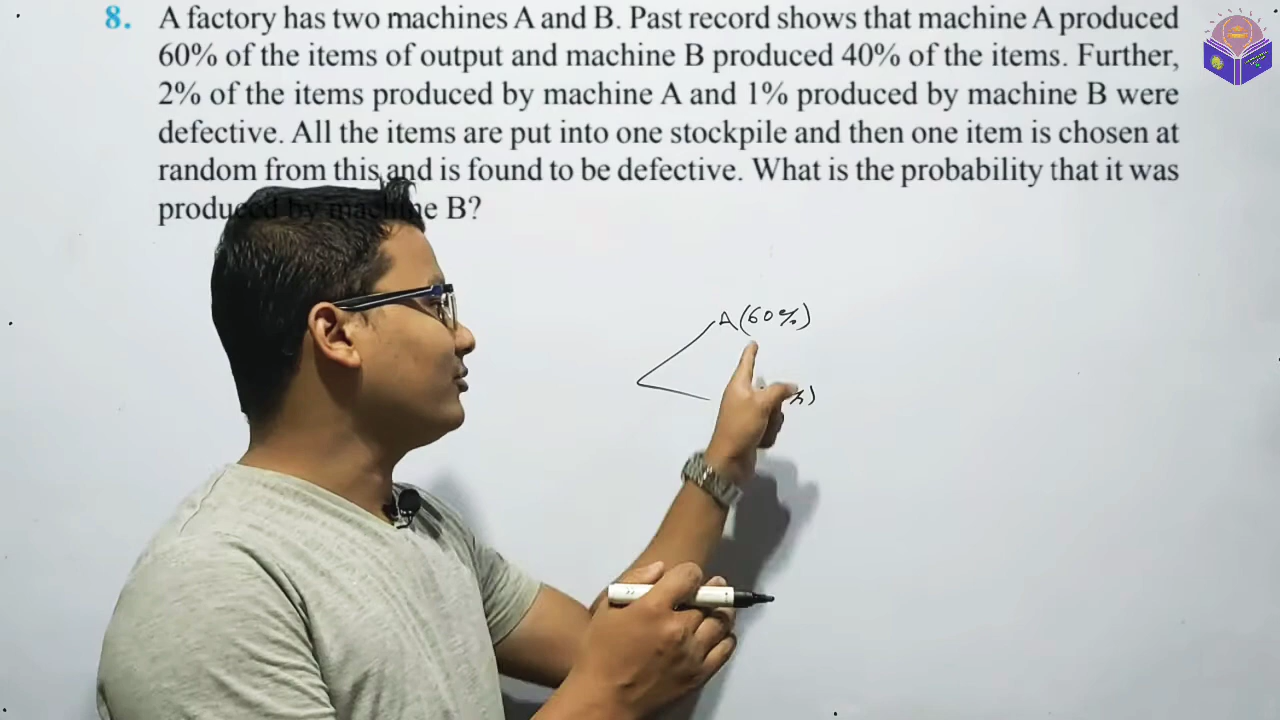 8. A factory has two machines A and B. Past record shows that machine A produced
60% of the items of output and machine B produced 40% of the items. Further,
2% of the items produced by machine A and 1% produced by machine B were
defective. All the items are put into one stockpile and then one item is chosen at
random from this and is found to be defective. What is the probability that it was
produced by machine B?
A(60%)
%)